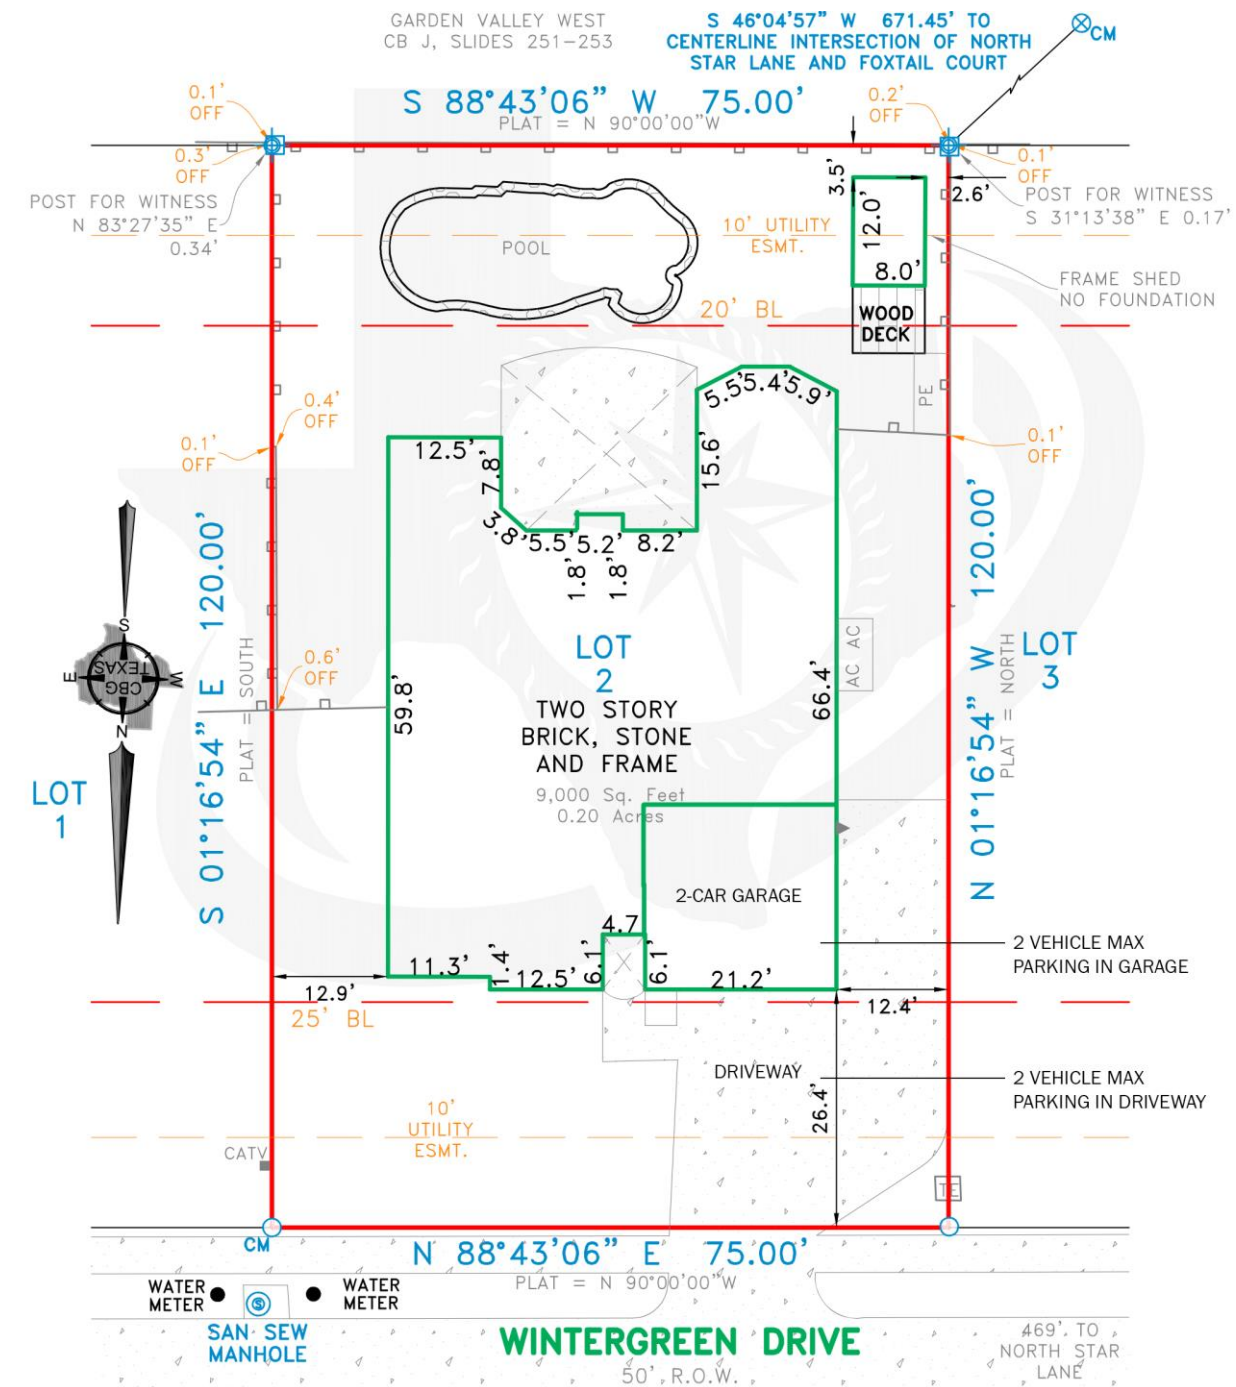 GARDEN VALLEY WEST
CB J, SLIDES 251-253
S 46°04'57" W 671.45' TO
CENTERLINE INTERSECTION OF NORTH
STAR LANE AND FOXTAIL COURT
CM
0.1'
OFF
S 88°43'06" W 75.00'
PLAT = N 90°00'00"W
0.2'
OFF
0.3'
OFF
0.1'
OFF
POST FOR WITNESS
N 83°27'35" E
0.34'
3.5'
2.6'
POST FOR WITNESS
S 31°13'38" E 0.17'
POOL
10' UTILITY
ESMT.
12.0'
8.0'
FRAME SHED
NO FOUNDATION
20' BL
WOOD
DECK
PE
5.5'
5.4'
5.9'
0.4'
OFF
0.1'
OFF
12.5'
7.8'
15.6'
0.1'
OFF
3.8'
5.5'
5.2'
8.2'
1.8'
1.8'
S 01°16'54" E 120.00'
PLAT = SOUTH
N 01°16'54" W 120.00'
PLAT = NORTH
S
E
W
N
TEXAS
CBG
0.6'
OFF
59.8'
LOT
2
TWO STORY
BRICK, STONE
AND FRAME
9,000 Sq. Feet
0.20 Acres
66.4'
AC AC
LOT
3
LOT
1
2-CAR GARAGE
2 VEHICLE MAX
PARKING IN GARAGE
4.7
11.3'
1.4'
12.5'
6.1'
6.1'
21.2'
12.9'
12.4'
25' BL
DRIVEWAY
2 VEHICLE MAX
PARKING IN DRIVEWAY
26.4'
10'
UTILITY
ESMT.
CATV
TE
CM
N 88°43'06" E 75.00'
PLAT = N 90°00'00"W
WATER
METER
WATER
METER
S
SAN SEW
MANHOLE
WINTERGREEN DRIVE
50' R.O.W.
469' TO
NORTH STAR
LANE